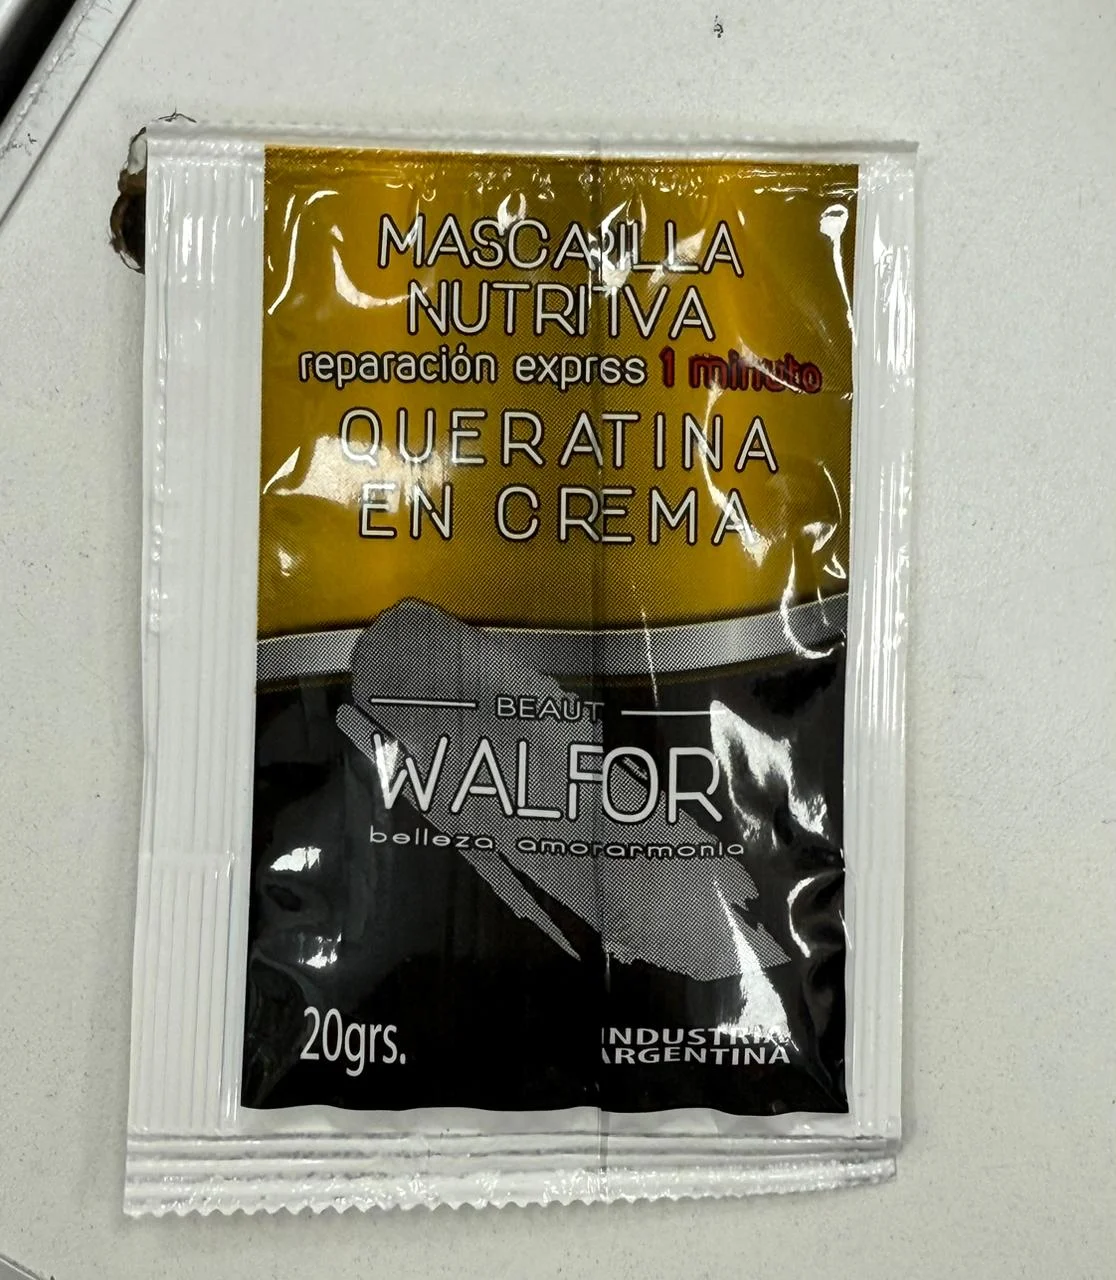 MASCARILLA
NUTRITIVA
reparación exprss 1 minuto
QUERATINA
EN CREMA
BEAUT
WALFOR
belleza amorarmonia
20grs.
INDUSTRIA
ARGENTINA